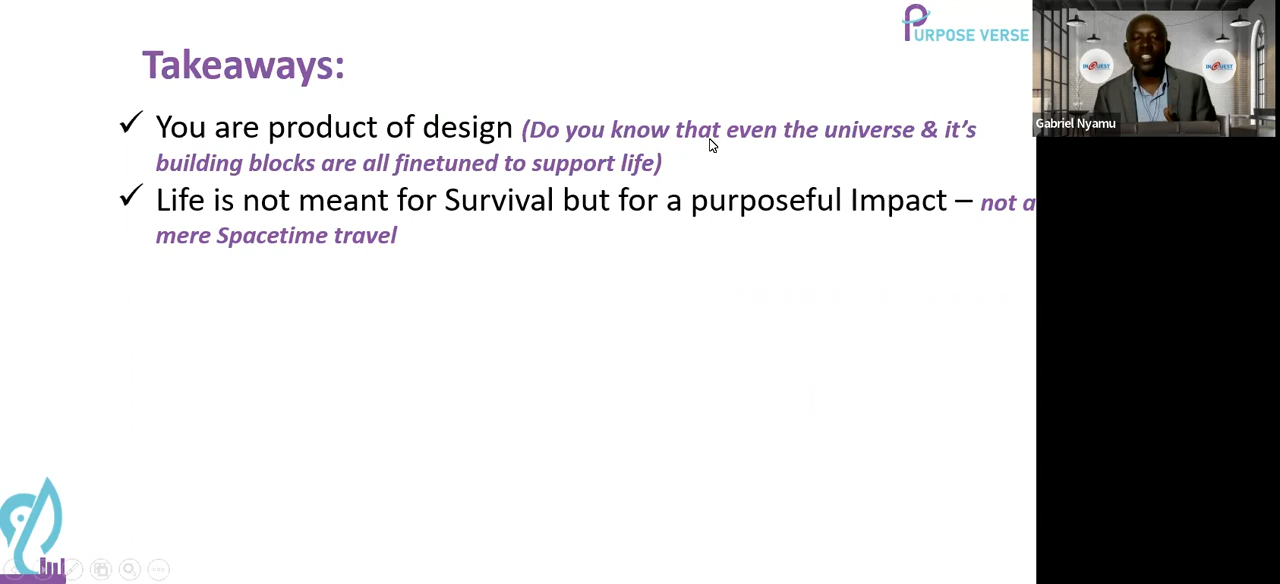 PURPOSE VERSE
Takeaways:
✓ You are product of design (Do you know that even the universe & it's
building blocks are all finetuned to support life)
✓ Life is not meant for Survival but for a purposeful Impact – not a
mere Spacetime travel
INQUEST
INQUEST
Gabriel Nyamu